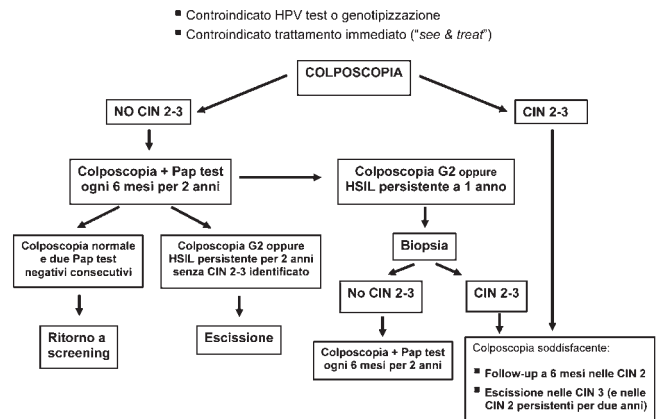 ▪ Controindicato HPV test o genotipizzazione
▪ Controindicato trattamento immediato (“see & treat”)
COLPOSCOPIA
NO CIN 2-3
CIN 2-3
Colposcopia + Pap test
ogni 6 mesi per 2 anni
Colposcopia G2 oppure
HSIL persistente a 1 anno
Colposcopia normale
e due Pap test
negativi consecutivi
Colposcopia G2 oppure
HSIL persistente per 2 anni
senza CIN 2-3 identificato
Biopsia
No CIN 2-3
CIN 2-3
Ritorno a
screening
Escissione
Colposcopia + Pap test
ogni 6 mesi per 2 anni
Colposcopia soddisfacente:
▪ Follow-up a 6 mesi nelle CIN 2
▪ Escissione nelle CIN 3 (e nelle
CIN 2 persistenti per due anni)